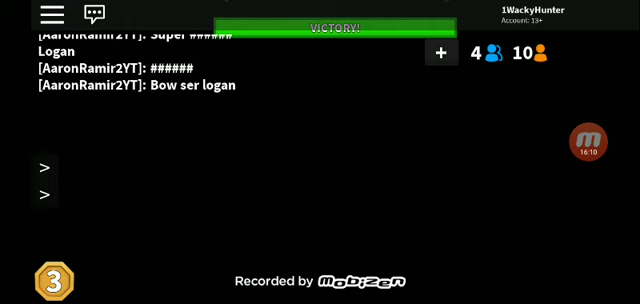 1WackyHunter
Account: 13+
VICTORY!
[AaronRamir2YT]: Super ######
Logan
[AaronRamir2YT]: ######
[AaronRamir2YT]: Bow ser logan
+ 4 10
16:10
>
>
3
Recorded by mobizen